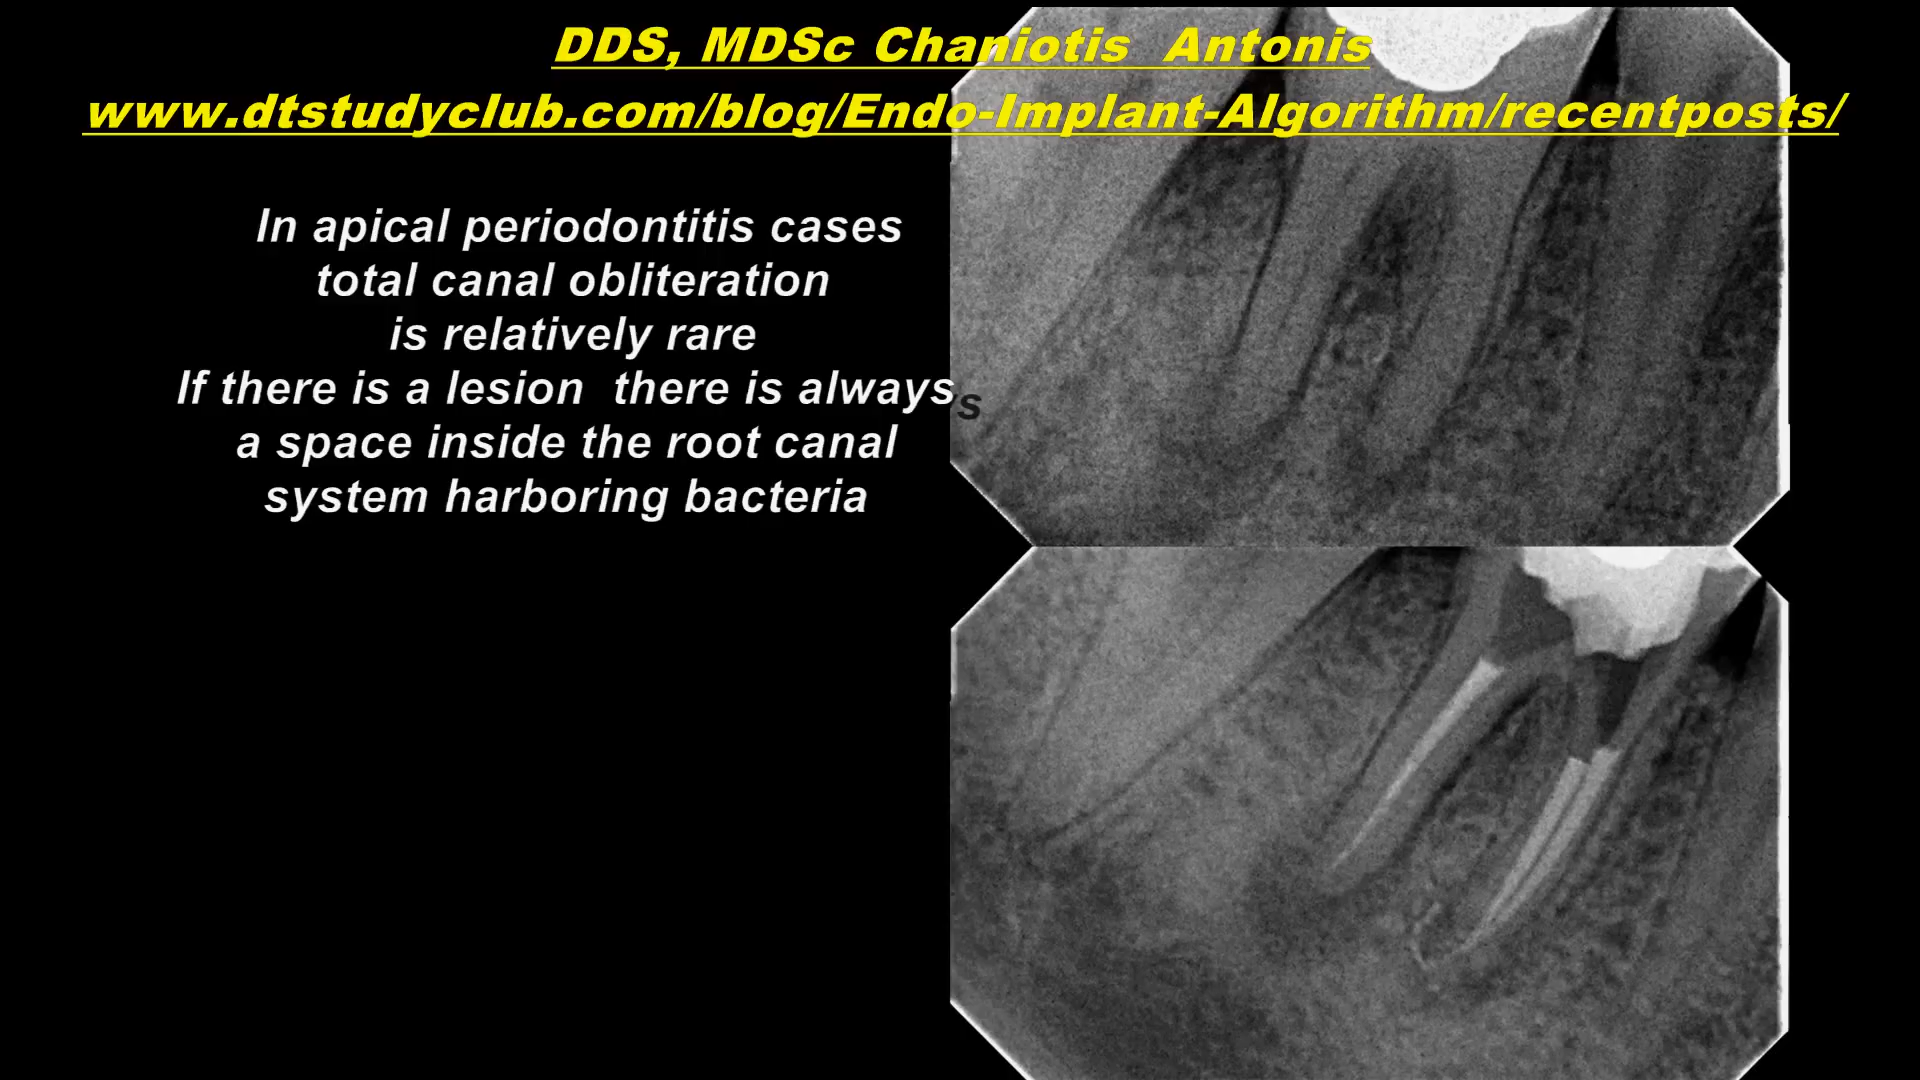 DDS, MDSc Chaniotis Antonis
www.dtstudyclub.com/blog/Endo-Implant-Algorithm/recentposts/
In apical periodontitis cases
total canal obliteration
is relatively rare
If there is a lesion there is always
a space inside the root canal
system harboring bacteria